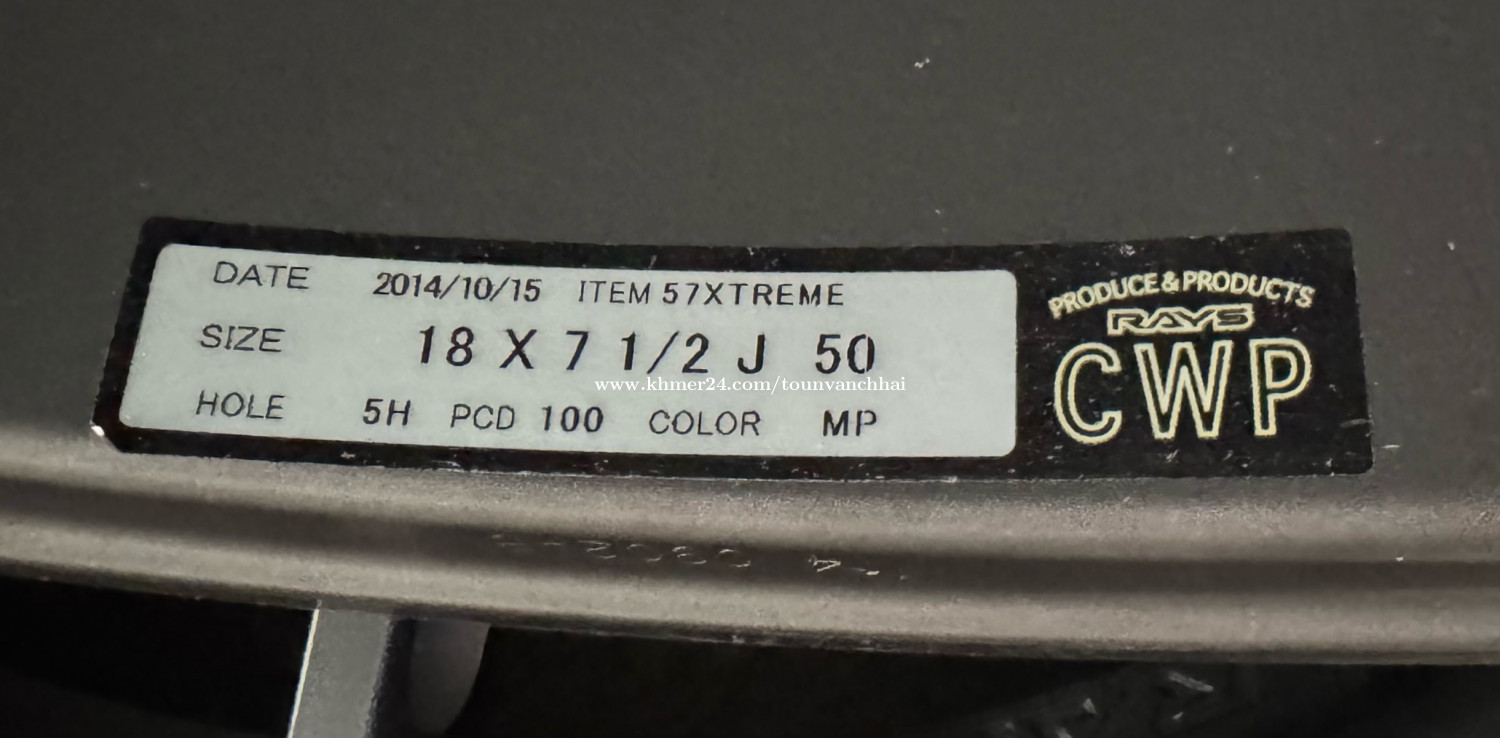 DATE 2014/10/15 ITEM 57XTREME
SIZE 18 X 7 1/2 J 50
HOLE 5H PCD 100 COLOR MP
PRODUCE & PRODUCTS
RAYS
CWP
www.khmer24.com/tounvanchhai